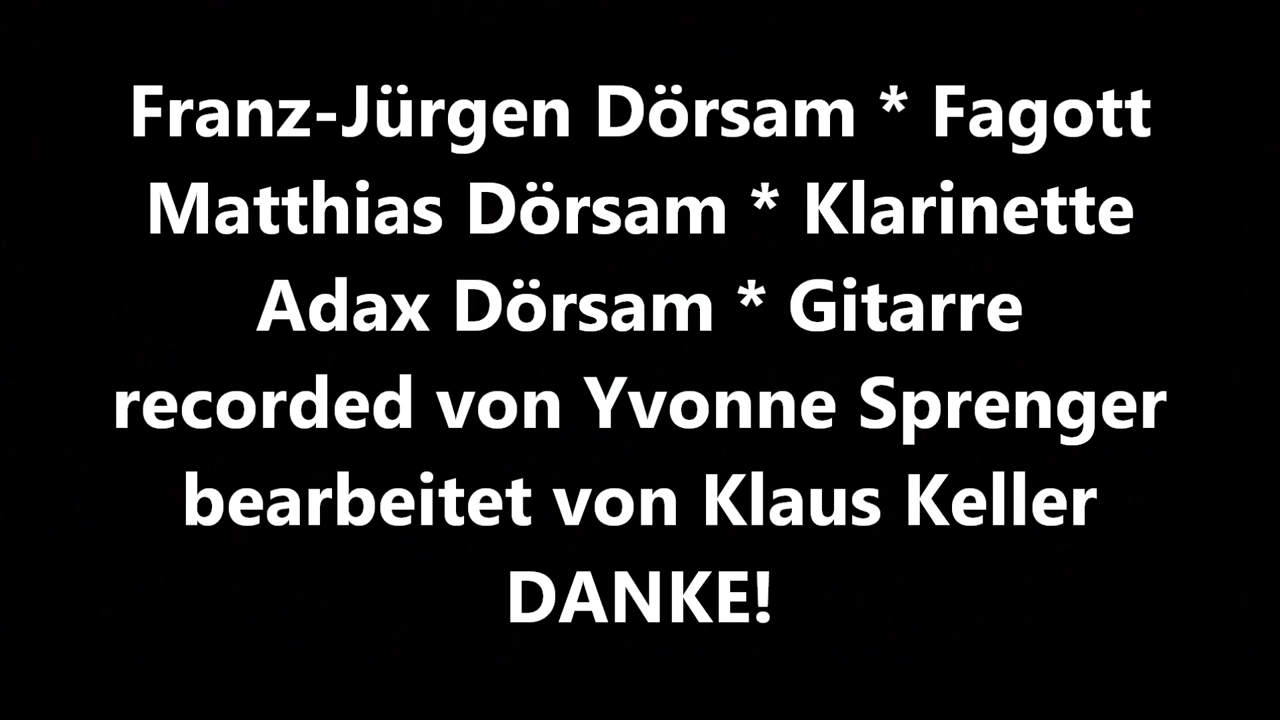 Franz-Jürgen Dörsam * Fagott
Matthias Dörsam * Klarinette
Adax Dörsam * Gitarre
recorded von Yvonne Sprenger
bearbeitet von Klaus Keller
DANKE!